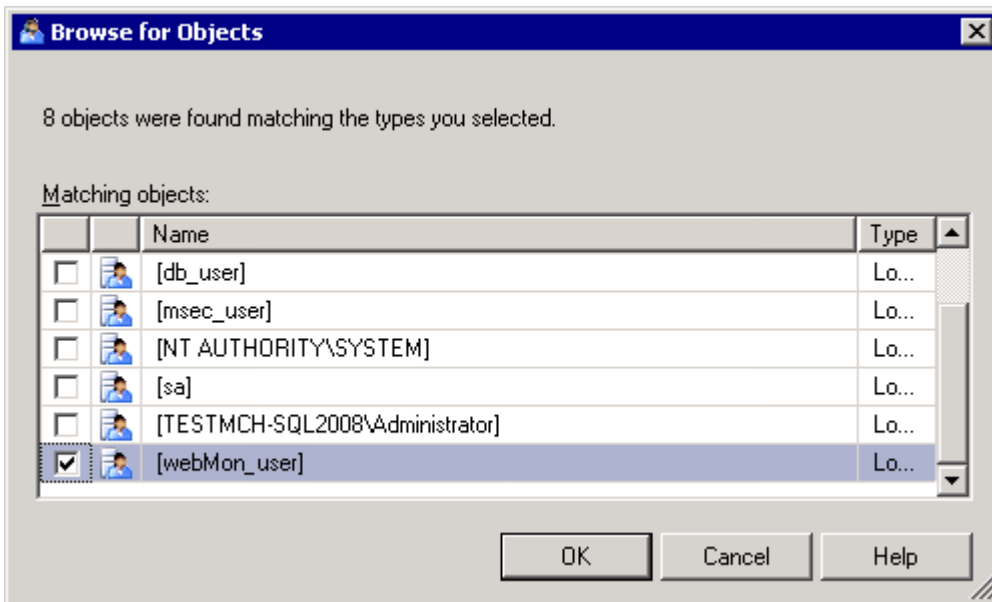 Browse for Objects
8 objects were found matching the types you selected.
Matching objects:
Name Type
[db_user] Lo...
[msec_user] Lo...
[NT AUTHORITY\SYSTEM] Lo...
[sa] Lo...
[TESTMCH-SQL2008\Administrator] Lo...
[webMon_user] Lo...
OK Cancel Help